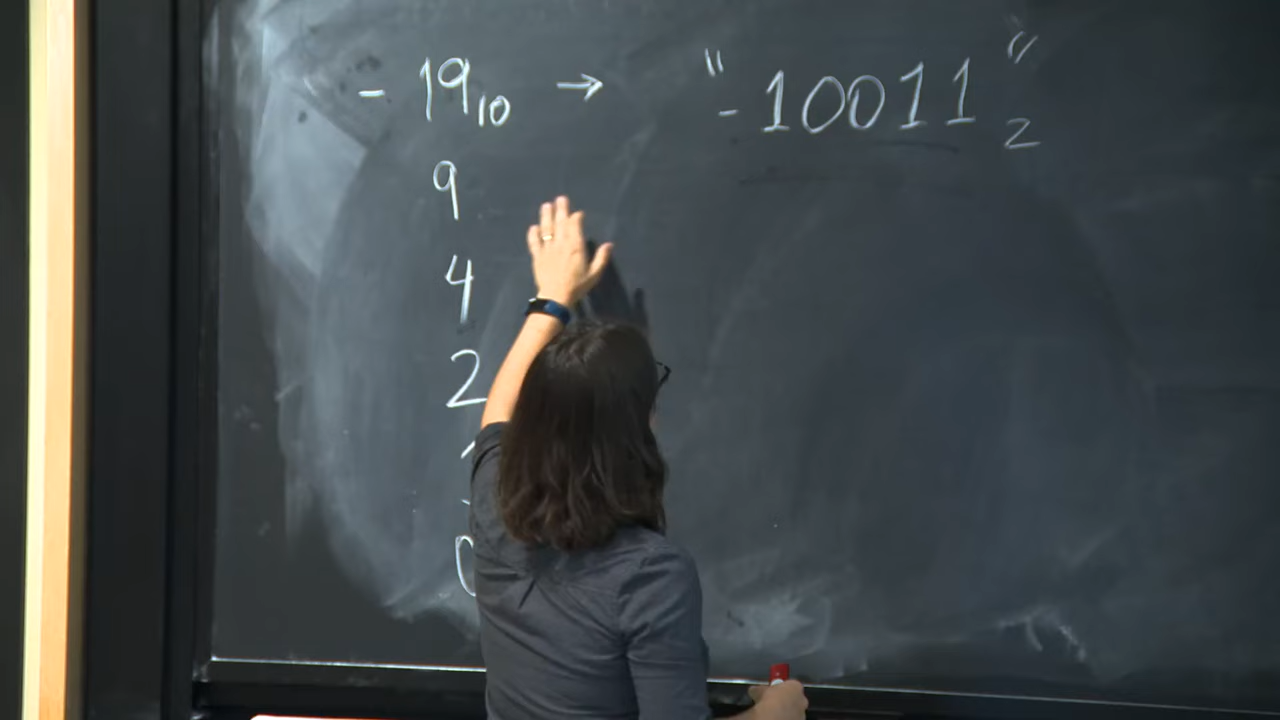 - 19₁₀ → "-10011"₂
9
4
2
0